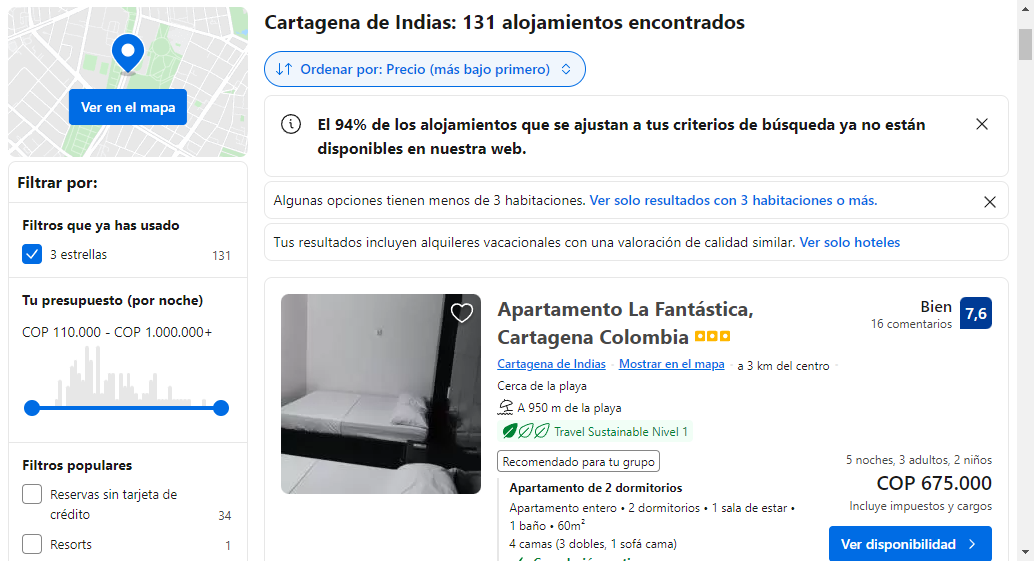 Ver en el mapa
Filtrar por:
Filtros que ya has usado
3 estrellas 131
Tu presupuesto (por noche)
COP 110.000 - COP 1.000.000+
Filtros populares
Reservas sin tarjeta de
crédito 34
Resorts 1
Cartagena de Indias: 131 alojamientos encontrados
Ordenar por: Precio (más bajo primero)
El 94% de los alojamientos que se ajustan a tus criterios de búsqueda ya no están
disponibles en nuestra web.
Algunas opciones tienen menos de 3 habitaciones. Ver solo resultados con 3 habitaciones o más.
Tus resultados incluyen alquileres vacacionales con una valoración de calidad similar. Ver solo hoteles
Apartamento La Fantástica,
Cartagena Colombia
Cartagena de Indias · Mostrar en el mapa · a 3 km del centro ·
Cerca de la playa
A 950 m de la playa
Travel Sustainable Nivel 1
Recomendado para tu grupo
Apartamento de 2 dormitorios
Apartamento entero • 2 dormitorios • 1 sala de estar •
1 baño • 60m²
4 camas (3 dobles, 1 sofá cama)
Bien 7,6
16 comentarios
5 noches, 3 adultos, 2 niños
COP 675.000
Incluye impuestos y cargos
Ver disponibilidad